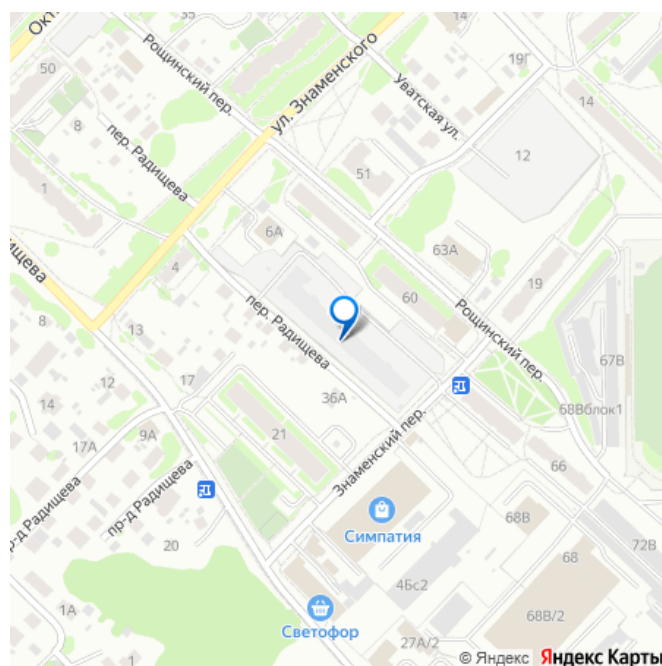 Окт
35
14
Рощинский пер.
ул. Знаменского
19Г
50
Уватская ул.
14
8
пер. Радищева
12
1
51
6А
63А
ищева
4
19
60
8
13
пер. Радищева
Рощинский пер.
67В
12
17
14
36А
68Вблок1
9А
21
Знаменский пер.
17А
66
пр-д Радищева
р-д Радищева
Симпатия
68В
20
68
72В
4Бс2
1А
68В/2
Светофор
27А/2
1
© Яндекс Яндекс Карты